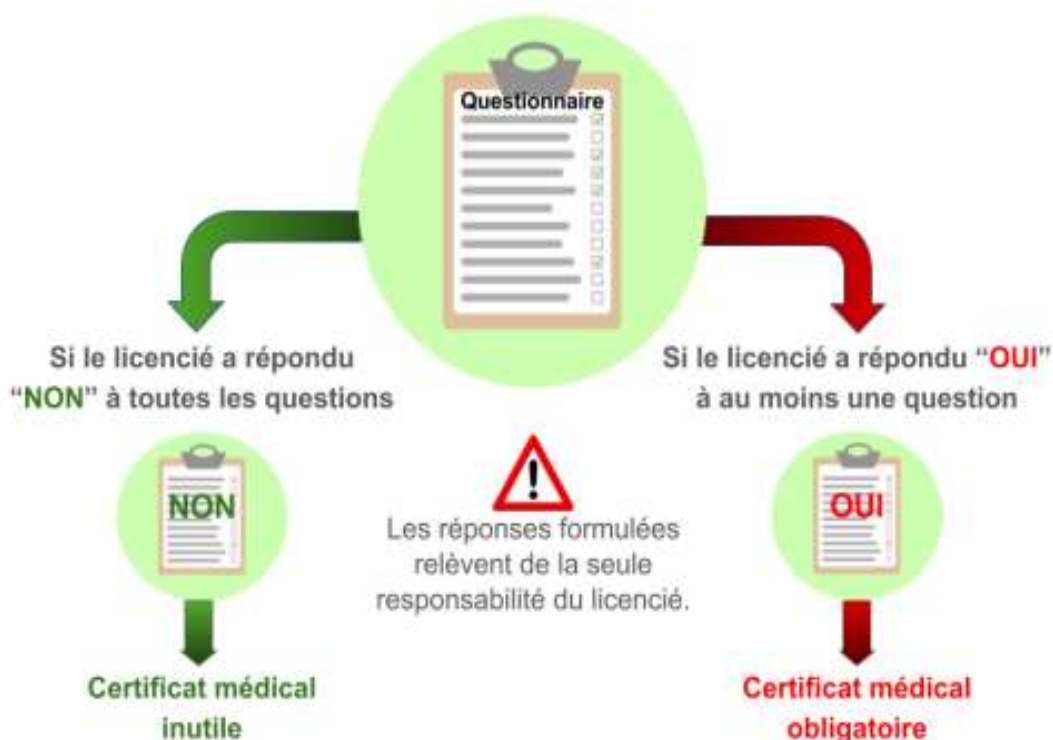 Questionnaire
Si le licencié a répondu
“NON” à toutes les questions
Si le licencié a répondu “OUI”
à au moins une question
NON
OUI
Les réponses formulées
relèvent de la seule
responsabilité du licencié.
Certificat médical
inutile
Certificat médical
obligatoire